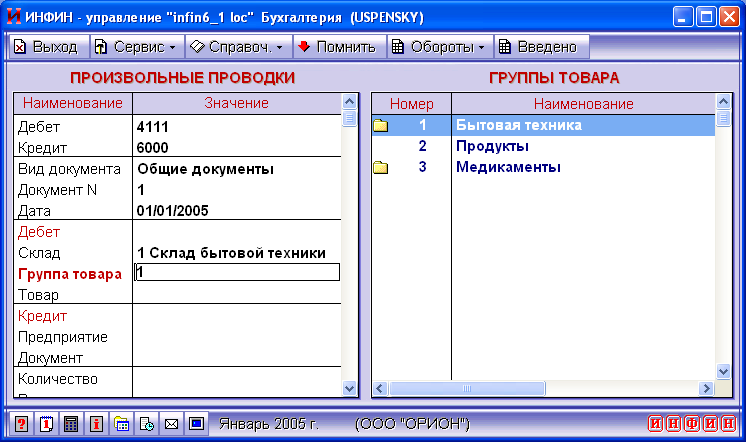 ИНФИН - управление "infin6_1 loc" Бухгалтерия (USPENSKY)
Выход Сервис Справоч. Помнить Обороты Введено
ПРОИЗВОЛЬНЫЕ ПРОВОДКИ
Наименование Значение
Дебет 4111
Кредит 6000
Вид документа Общие документы
Документ N 1
Дата 01/01/2005
Дебет
Склад 1 Склад бытовой техники
Группа товара 1
Товар
Кредит
Предприятие
Документ
Количество
ГРУППЫ ТОВАРА
Номер Наименование
1 Бытовая техника
2 Продукты
3 Медикаменты
Январь 2005 г. (ООО "ОРИОН")
ИНФИН